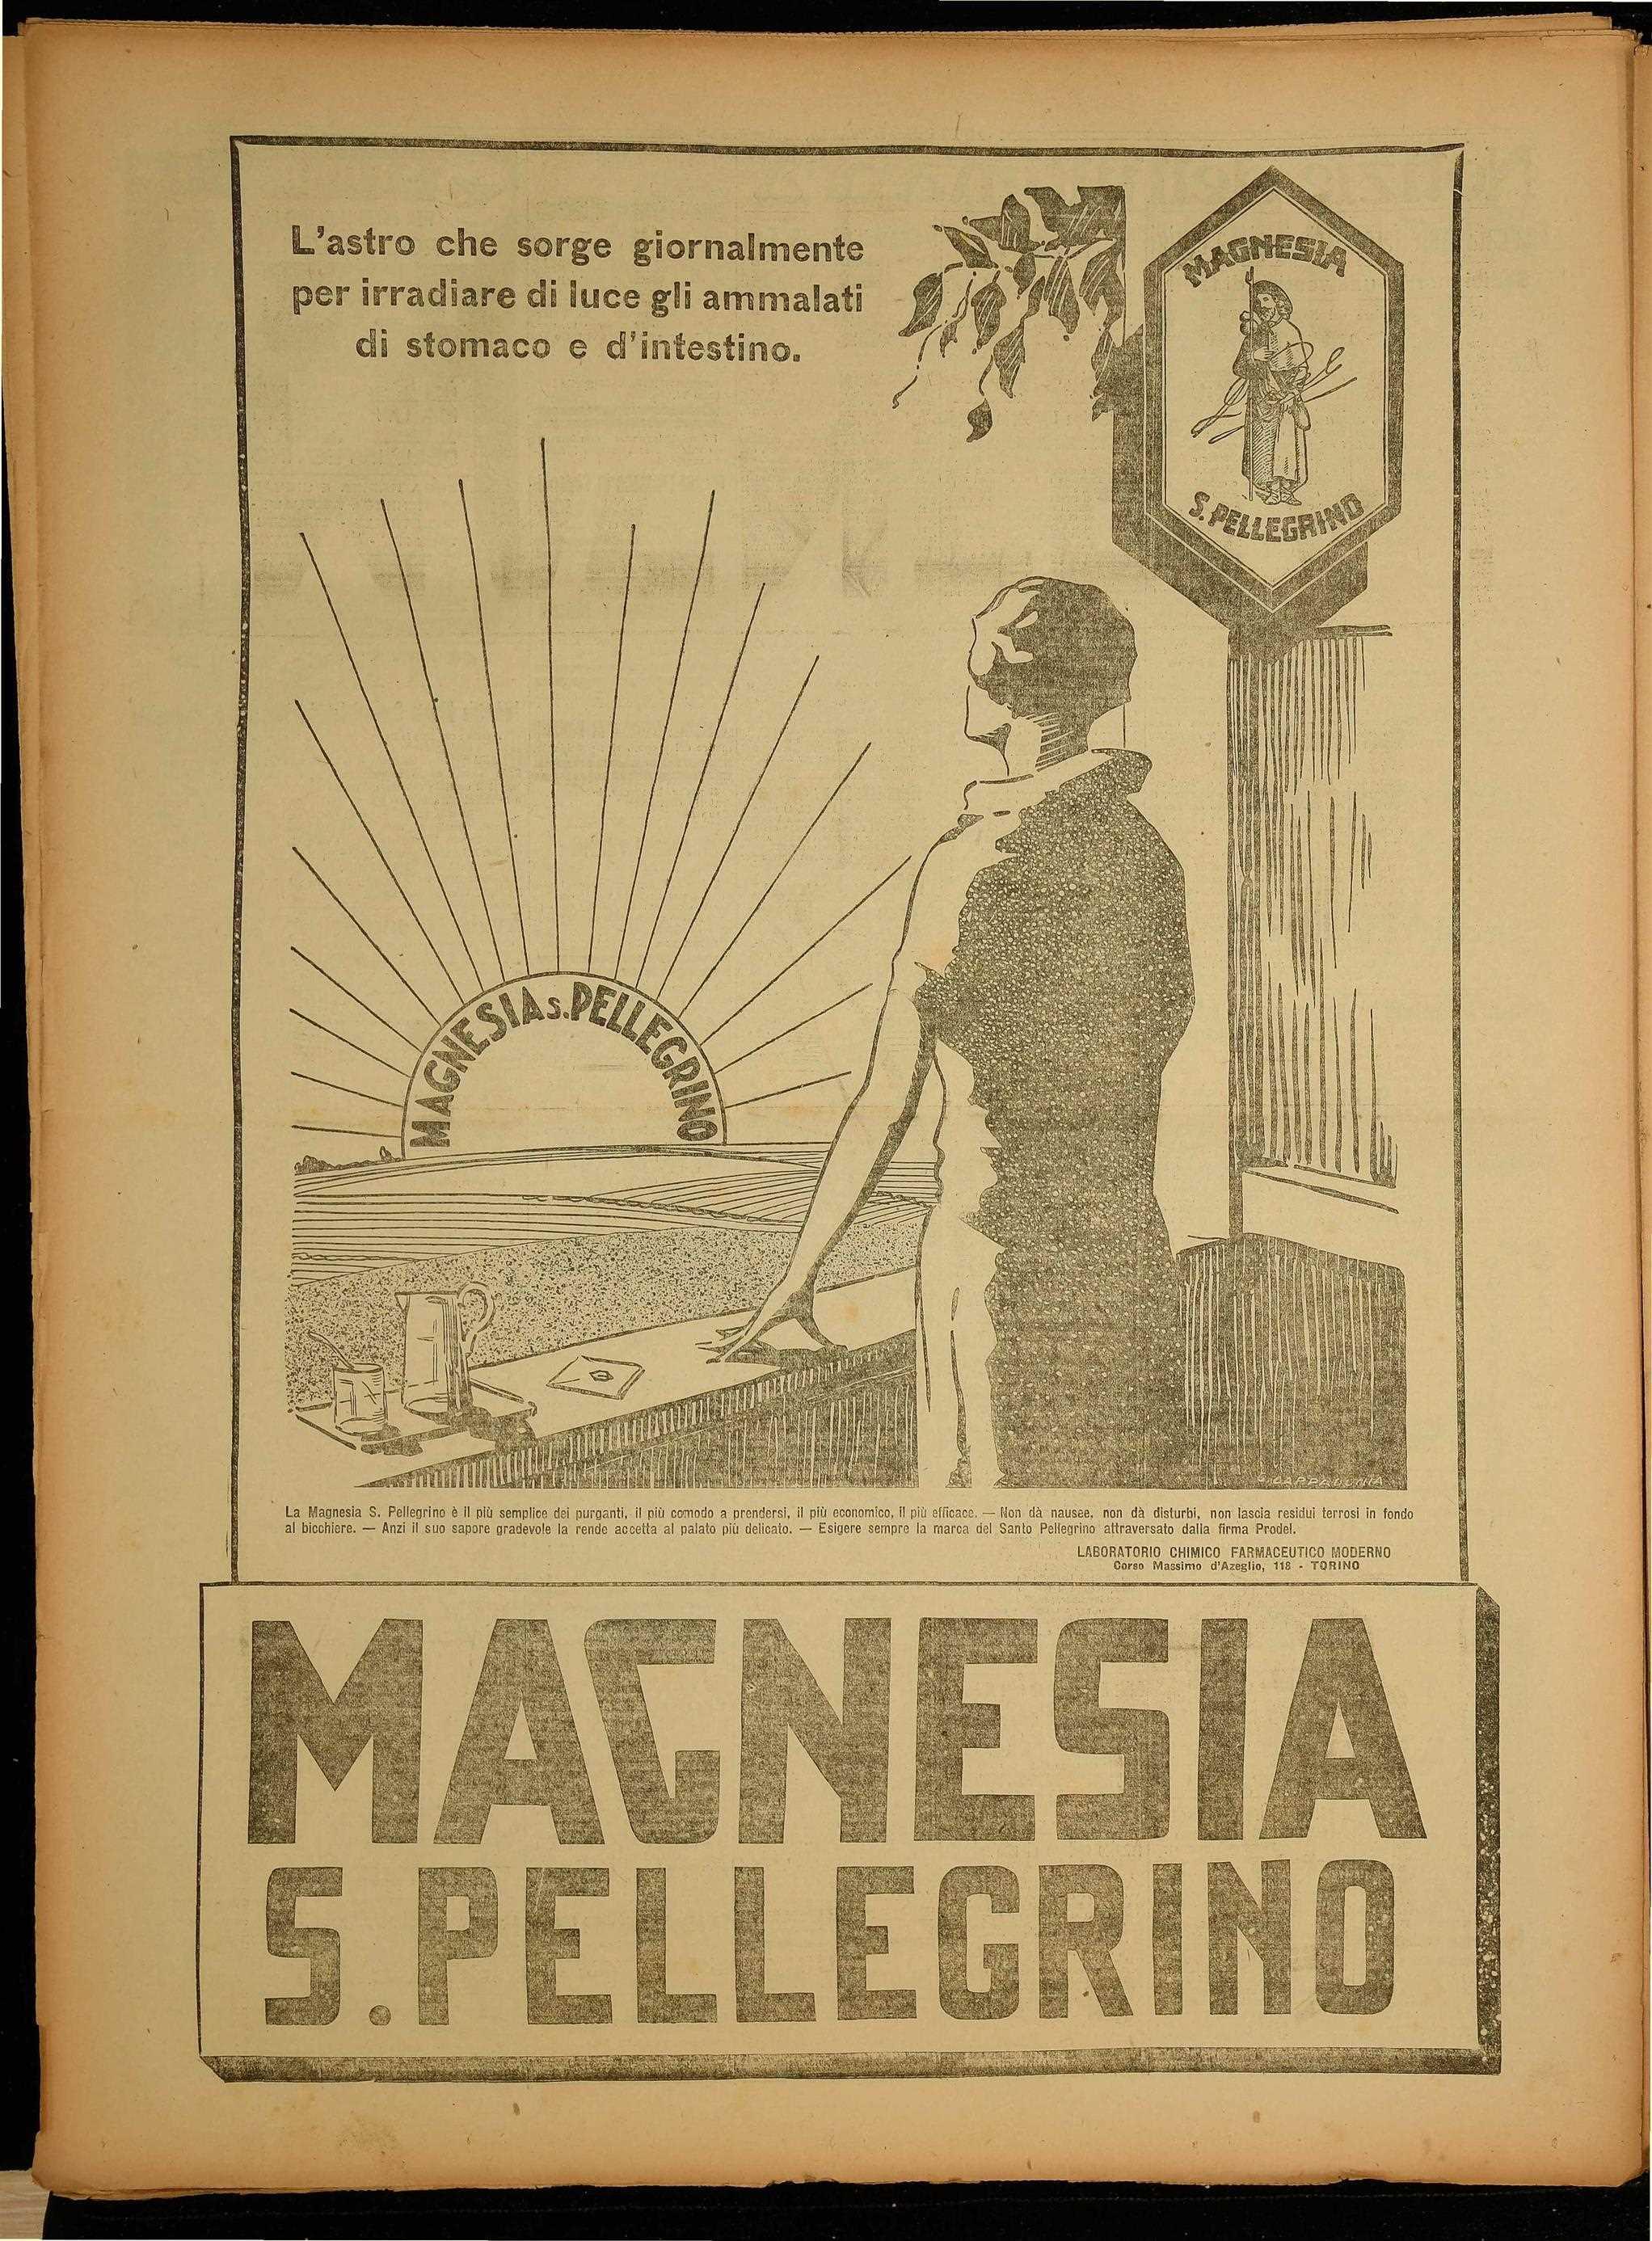 L'astro che sorge giornalmente
per irradiare di luce gli ammalati
di stomaco e d'intestino.
MAGNESIA
S. PELLEGRINO
MAGNESIA S. PELLEGRINO
G. CAPPADONIA
La Magnesia S. Pellegrino è il più semplice dei purganti, il più comodo a prendersi, il più economico, il più efficace. — Non dà nausee, non dà disturbi, non lascia residui terrosi in fondo
al bicchiere. — Anzi il suo sapore gradevole la rende accetta al palato più delicato. — Esigere sempre la marca del Santo Pellegrino attraversato dalla firma Prodel.
LABORATORIO CHIMICO FARMACEUTICO MODERNO
Corso Massimo d'Azeglio, 118 - TORINO
MAGNESIA
S. PELLEGRINO